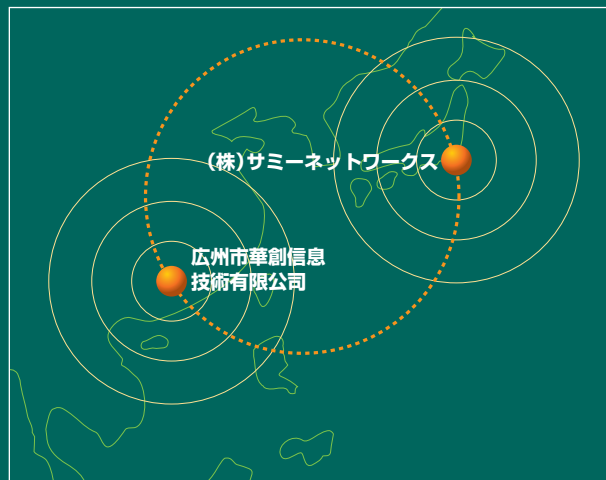 (株)サミーネットワークス
広州市華創信息
技術有限公司